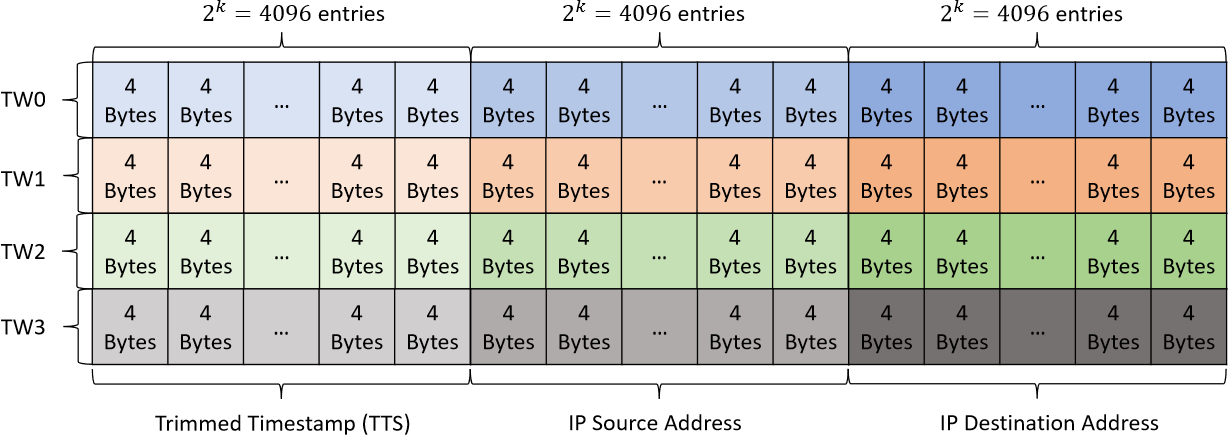 2^k = 4096 entries 2^k = 4096 entries 2^k = 4096 entries
TW0
4 4 4 4 4 4 4 4 4 4 4 4
Bytes Bytes ... Bytes Bytes Bytes Bytes ... Bytes Bytes Bytes Bytes ... Bytes Bytes
TW1
4 4 4 4 4 4 4 4 4 4 4 4
Bytes Bytes ... Bytes Bytes Bytes Bytes ... Bytes Bytes Bytes Bytes ... Bytes Bytes
TW2
4 4 4 4 4 4 4 4 4 4 4 4
Bytes Bytes ... Bytes Bytes Bytes Bytes ... Bytes Bytes Bytes Bytes ... Bytes Bytes
TW3
4 4 4 4 4 4 4 4 4 4 4 4
Bytes Bytes ... Bytes Bytes Bytes Bytes ... Bytes Bytes Bytes Bytes ... Bytes Bytes
Trimmed Timestamp (TTS) IP Source Address IP Destination Address